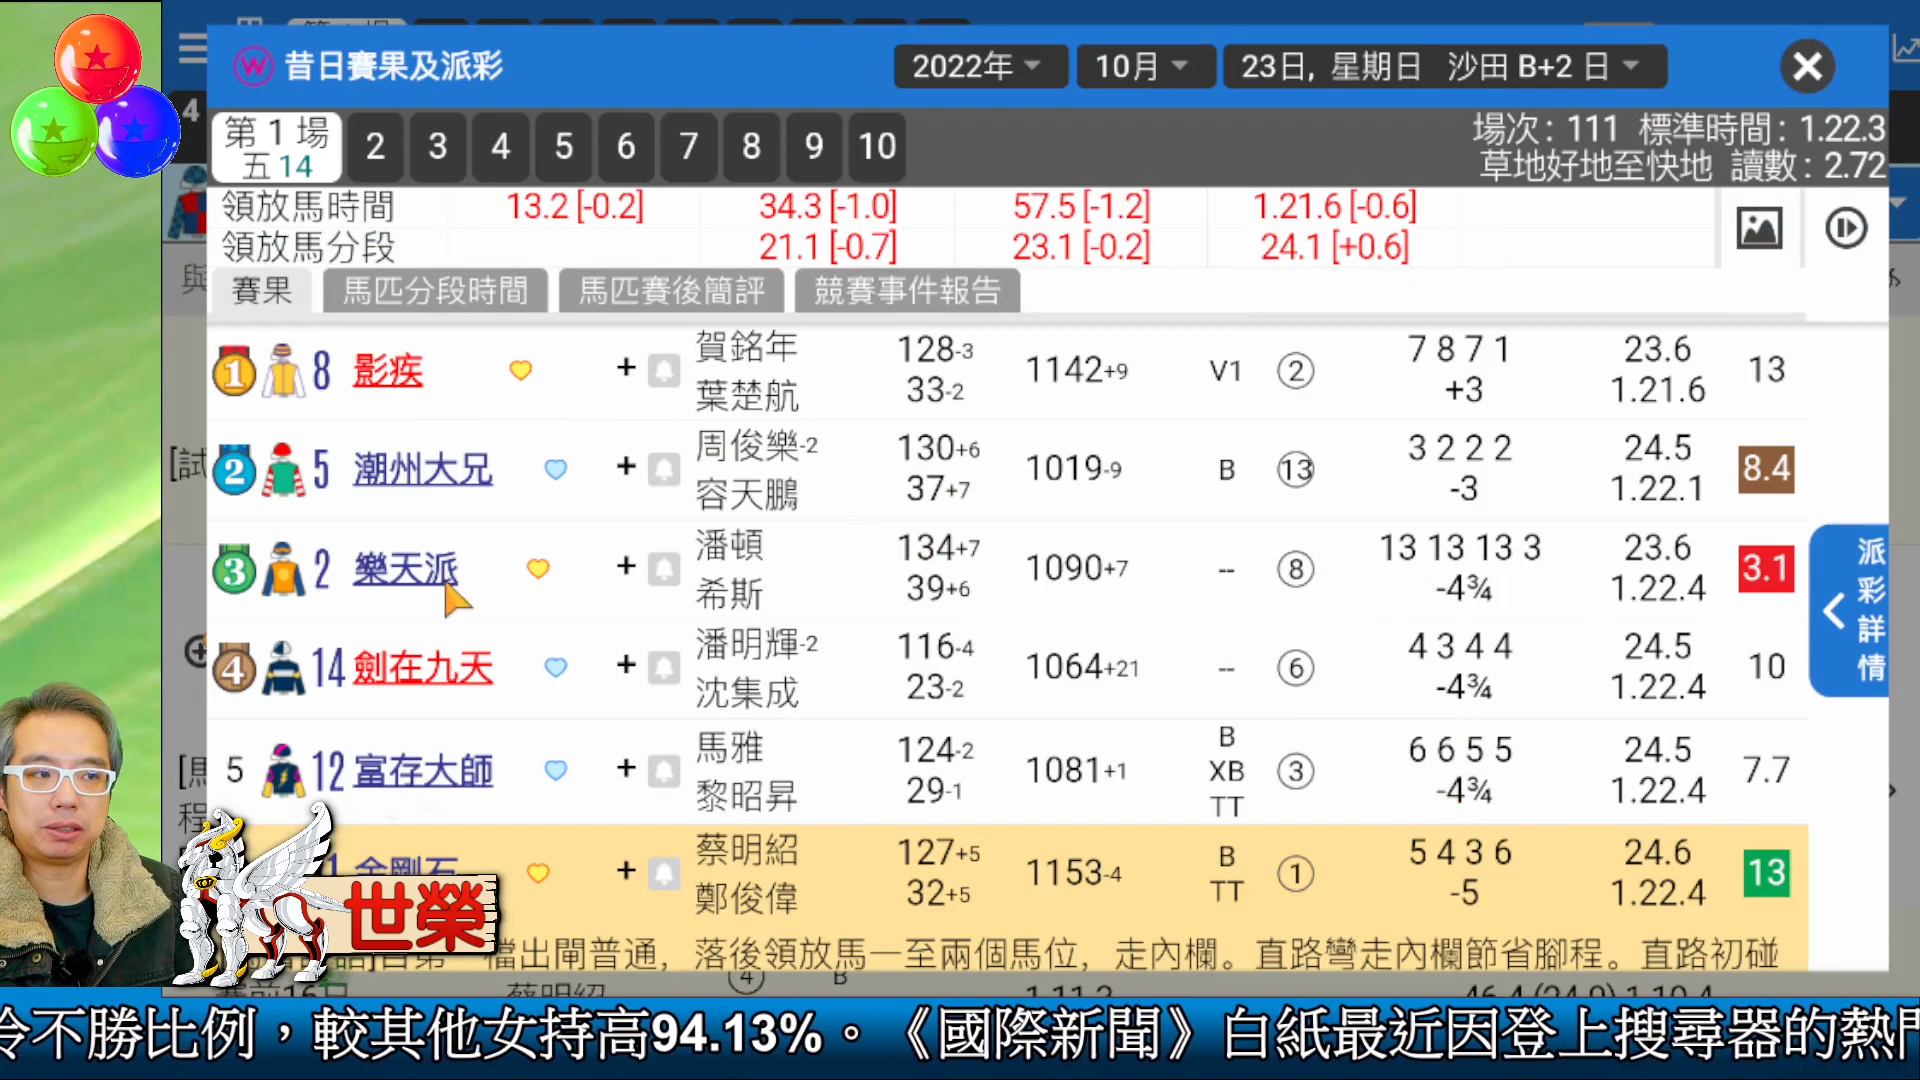 昔日賽果及派彩
2022年
10月
23日, 星期日 沙田 B+2 日
第 1 場
五 14
2 3 4 5 6 7 8 9 10
場次 : 111 標準時間 : 1.22.3
草地好地至快地 讀數 : 2.72
領放馬時間 13.2 [-0.2] 34.3 [-1.0] 57.5 [-1.2] 1.21.6 [-0.6]
領放馬分段 21.1 [-0.7] 23.1 [-0.2] 24.1 [+0.6]
賽果 馬匹分段時間 馬匹賽後簡評 競賽事件報告
1 8 影疾 + 賀銘年 128-3 1142+9 V1 2 7 8 7 1 23.6 13
葉楚航 33-2 +3 1.21.6
2 5 潮州大兄 + 周俊樂-2 130+6 1019-9 B 13 3 2 2 2 24.5 8.4
容天鵬 37+7 -3 1.22.1
3 2 樂天派 + 潘頓 134+7 1090+7 -- 8 13 13 13 3 23.6 3.1
希斯 39+6 -4¾ 1.22.4
4 14 劍在九天 + 潘明輝-2 116-4 1064+21 -- 6 4 3 4 4 24.5 10
沈集成 23-2 -4¾ 1.22.4
5 12 富存大師 + 馬雅 124-2 1081+1 B XB TT 3 6 6 5 5 24.5 7.7
黎昭昇 29-1 -4¾ 1.22.4
1 金剛石 + 蔡明紹 127+5 1153-4 B TT 1 5 4 3 6 24.6 13
鄭俊偉 32+5 -5 1.22.4
檔出閘普通，落後領放馬一至兩個馬位，走內欄。直路彎走內欄節省腳程。直路初碰
派彩詳情
世榮
4
與
[試
程
冷不勝比例，較其他女持高94.13%。《國際新聞》白紙最近因登上搜尋器的熱門